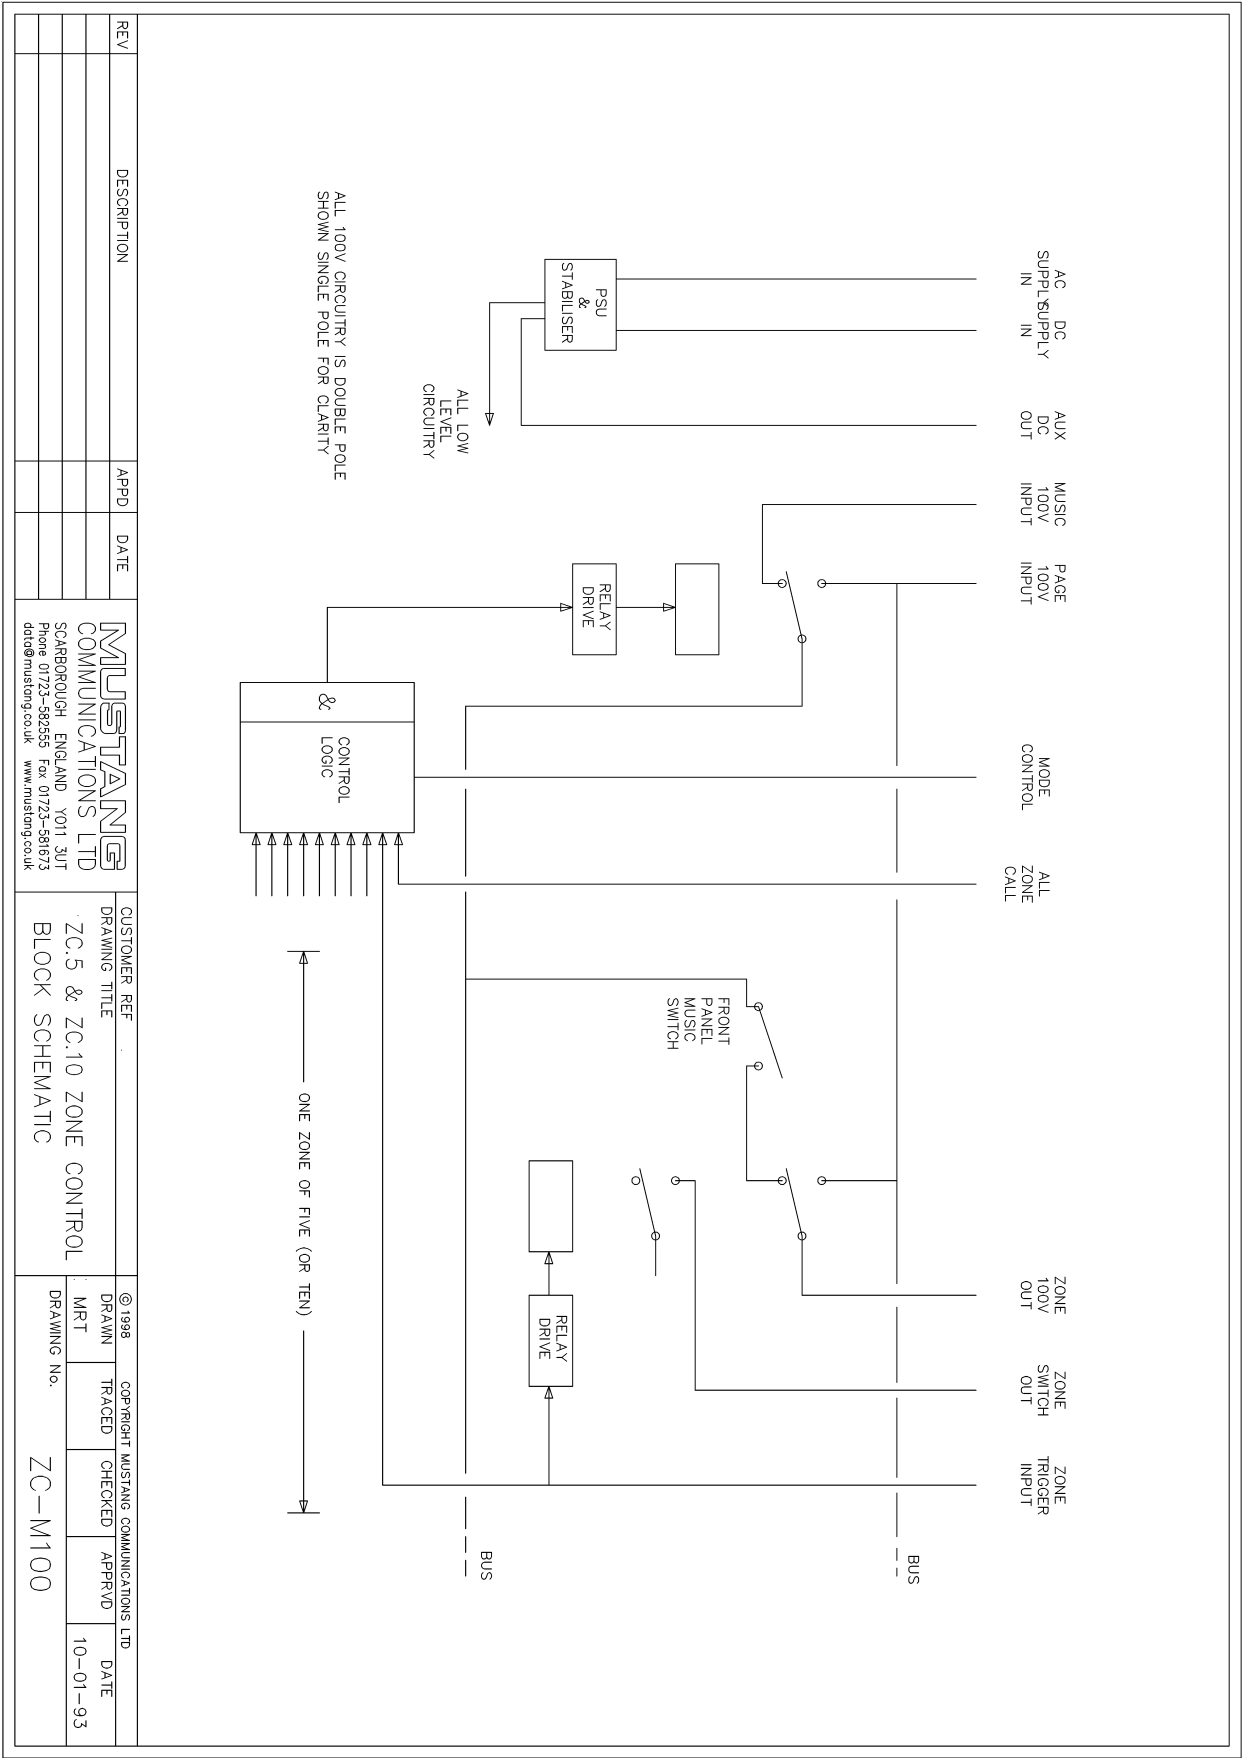 AC
SUPPLY
IN
DC
SUPPLY
IN
AUX
DC
OUT
MUSIC
100V
INPUT
PAGE
100V
INPUT
MODE
CONTROL
ALL
ZONE
CALL
ZONE
100V
OUT
ZONE
SWITCH
OUT
ZONE
TRIGGER
INPUT
BUS
FRONT
PANEL
MUSIC
SWITCH
PSU
&
STABILISER
RELAY
DRIVE
RELAY
DRIVE
BUS
ALL LOW
LEVEL
CIRCUITRY
&
CONTROL
LOGIC
ALL 100V CIRCUITRY IS DOUBLE POLE
SHOWN SINGLE POLE FOR CLARITY
ONE ZONE OF FIVE (OR TEN)
REV DESCRIPTION APPD DATE
MUSTANG
COMMUNICATIONS LTD
SCARBOROUGH ENGLAND YO11 3UT
Phone 01723-582555 Fax 01723-581673
data@mustang.co.uk www.mustang.co.uk
CUSTOMER REF
DRAWING TITLE
ZC.5 & ZC.10 ZONE CONTROL
BLOCK SCHEMATIC
© 1998 COPYRIGHT MUSTANG COMMUNICATIONS LTD
DRAWN TRACED CHECKED APPRVD DATE
MRT 10-01-93
DRAWING No.
ZC-M100